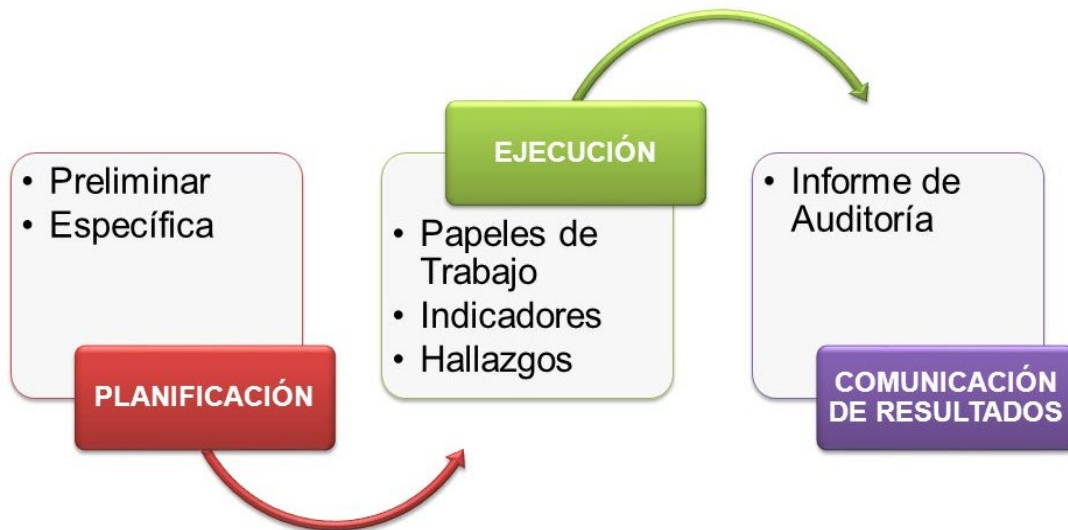 • Preliminar
• Específica
PLANIFICACIÓN
EJECUCIÓN
• Papeles de
Trabajo
• Indicadores
• Hallazgos
• Informe de
Auditoría
COMUNICACIÓN
DE RESULTADOS